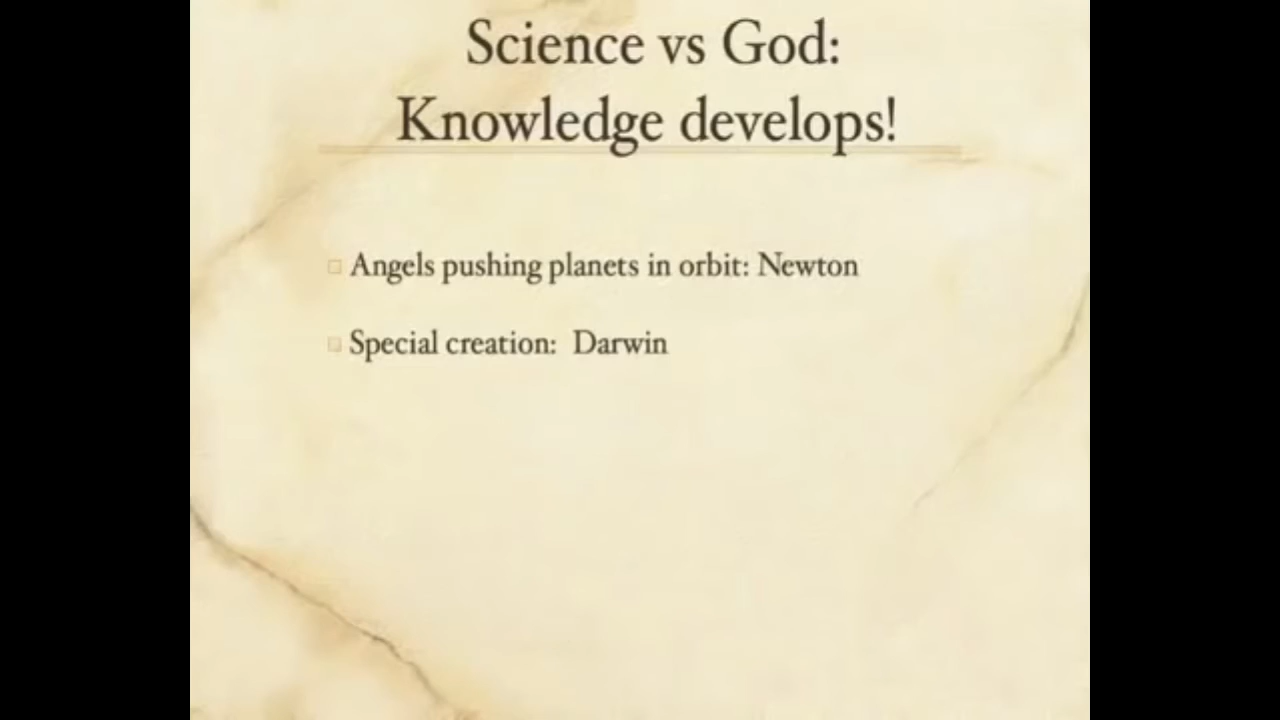 Science vs God:
Knowledge develops!
Angels pushing planets in orbit: Newton
Special creation: Darwin